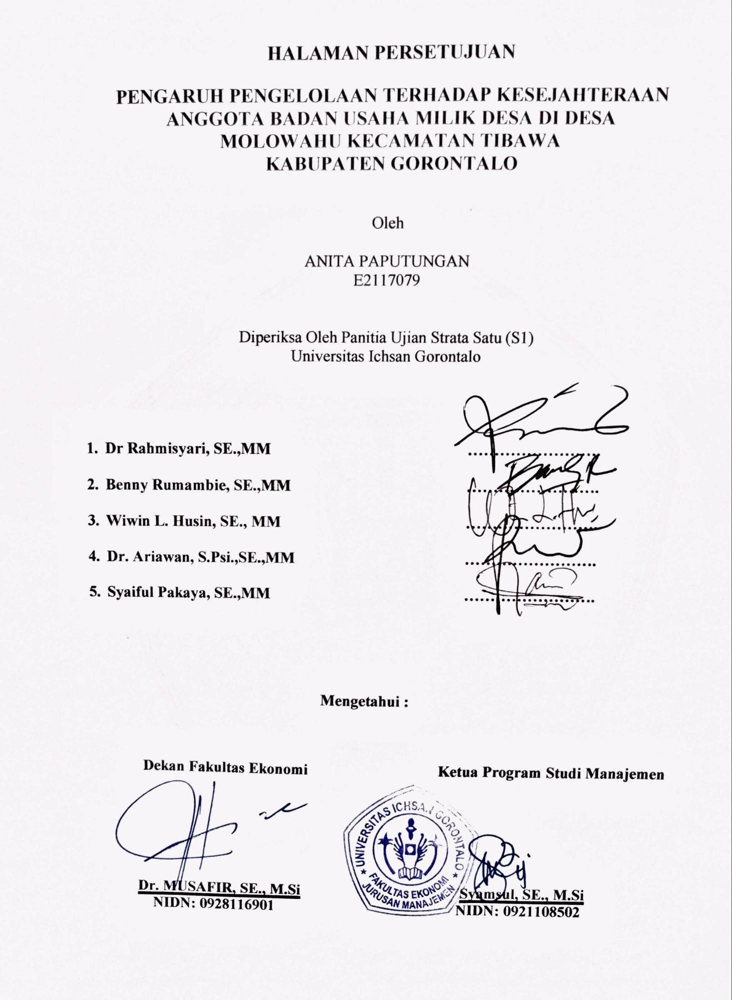 HALAMAN PERSETUJUAN
PENGARUH PENGELOLAAN TERHADAP KESEJAHTERAAN
ANGGOTA BADAN USAHA MILIK DESA DI DESA
MOLOWAHU KECAMATAN TIBAWA
KABUPATEN GORONTALO
Oleh
ANITA PAPUTUNGAN
E2117079
Diperiksa Oleh Panitia Ujian Strata Satu (S1)
Universitas Ichsan Gorontalo
1. Dr Rahmisyari, SE.,MM
2. Benny Rumambie, SE.,MM
3. Wiwin L. Husin, SE., MM
4. Dr. Ariawan, S.Psi.,SE.,MM
5. Syaiful Pakaya, SE.,MM
Mengetahui :
Dekan Fakultas Ekonomi
Ketua Program Studi Manajemen
UNIVERSITAS ICHSAN GORONTALO
FAKULTAS EKONOMI
JURUSAN MANAJEMEN
Dr. MUSAFIR, SE., M.Si
NIDN: 0928116901
Syamsul, SE., M.Si
NIDN: 0921108502